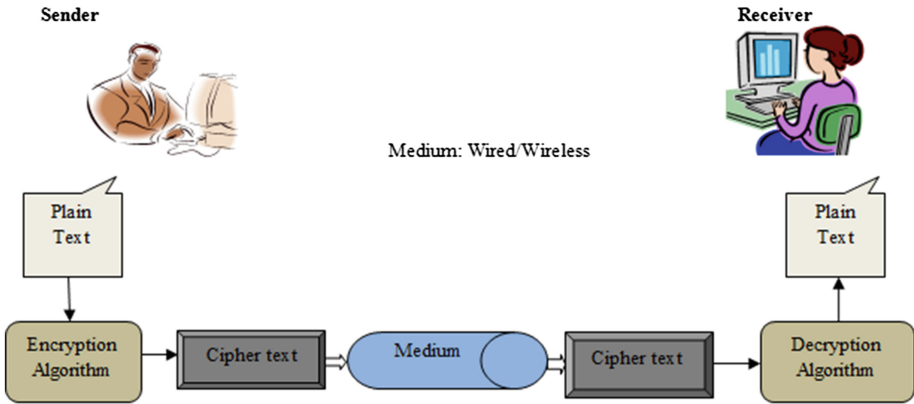 Sender
Receiver
Medium: Wired/Wireless
Plain
Text
Plain
Text
Encryption
Algorithm
Cipher text
Medium
Cipher text
Decryption
Algorithm